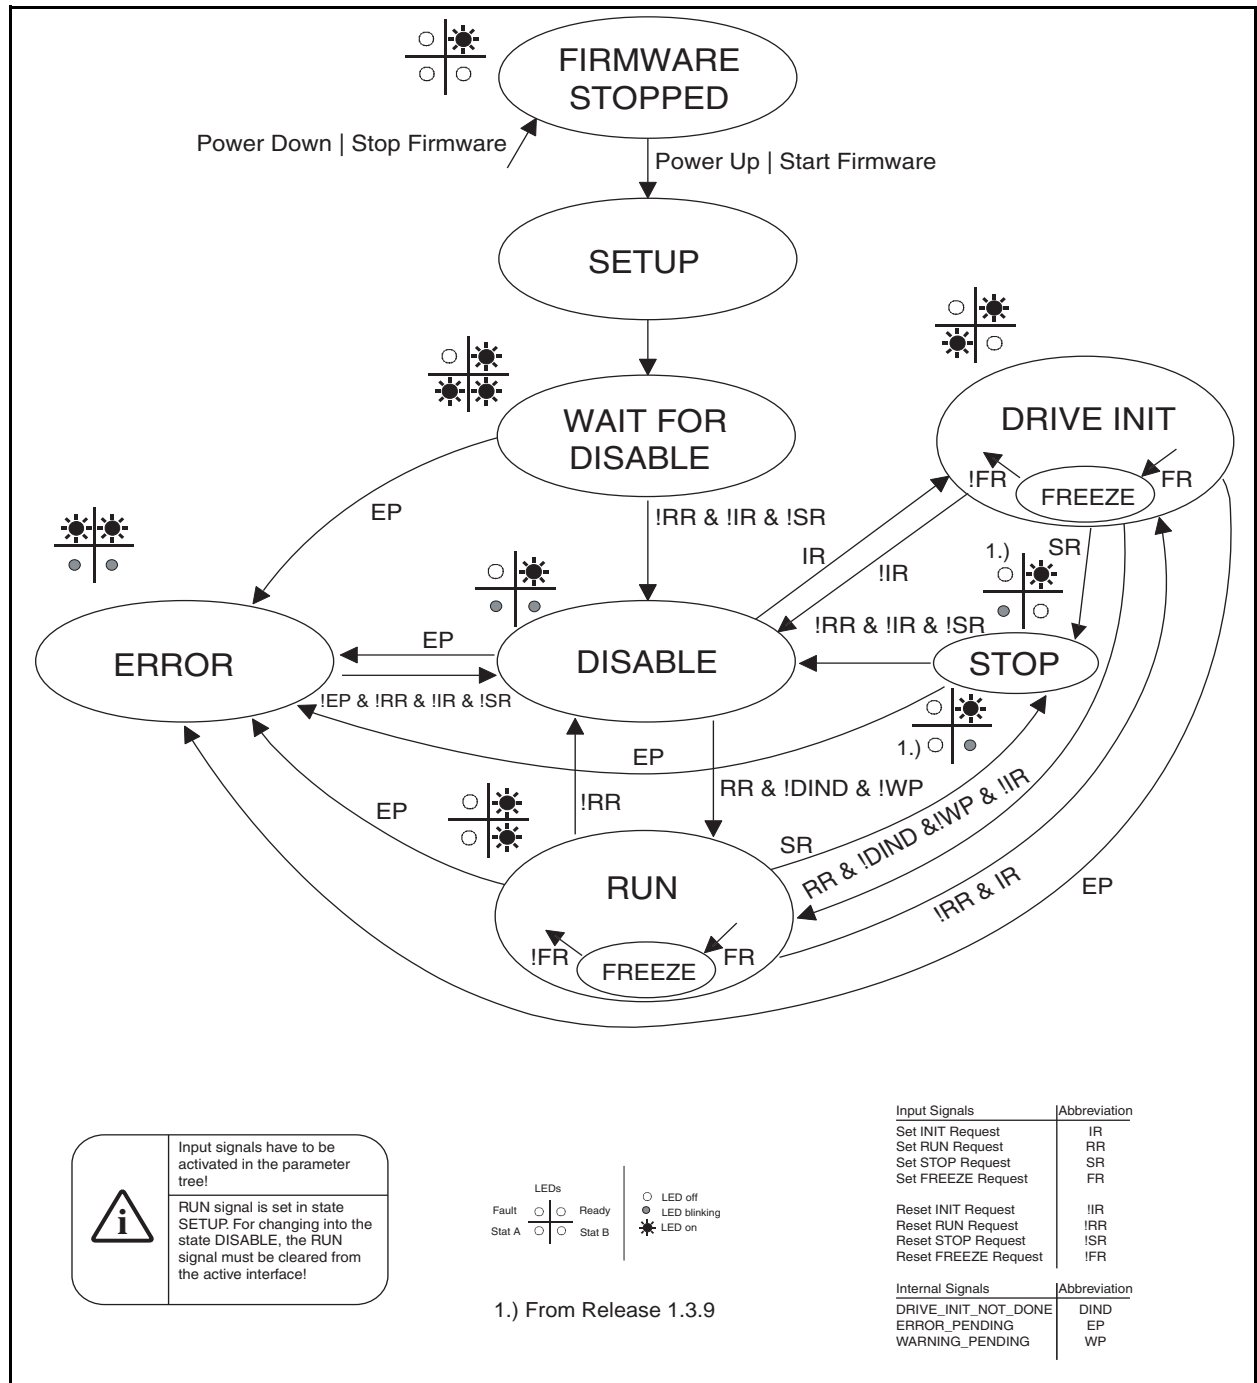 FIRMWARE
STOPPED
Power Down | Stop Firmware
Power Up | Start Firmware
SETUP
WAIT FOR
DISABLE
DRIVE INIT
!FR
FREEZE
FR
EP
!RR & !IR & !SR
IR
!IR
1.)
SR
!RR & !IR & !SR
ERROR
EP
DISABLE
STOP
!EP & !RR & !IR & !SR
1.)
EP
EP
!RR
RR & !DIND & !WP
SR
RR & !DIND &!WP & !IR
!RR & IR
EP
RUN
!FR
FREEZE
FR
Input signals have to be
activated in the parameter
tree!
RUN signal is set in state
SETUP. For changing into the
state DISABLE, the RUN
signal must be cleared from
the active interface!
i
LEDs
Fault Ready
Stat A Stat B
LED off
LED blinking
LED on
1.) From Release 1.3.9
Input Signals Abbreviation
Set INIT Request IR
Set RUN Request RR
Set STOP Request SR
Set FREEZE Request FR
Reset INIT Request !IR
Reset RUN Request !RR
Reset STOP Request !SR
Reset FREEZE Request !FR
Internal Signals Abbreviation
DRIVE_INIT_NOT_DONE DIND
ERROR_PENDING EP
WARNING_PENDING WP